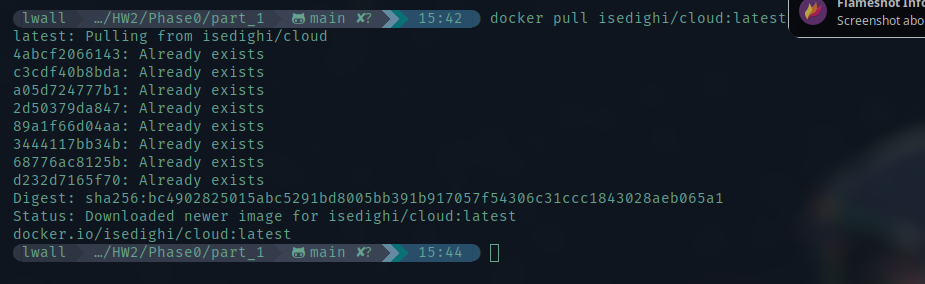 lwall …/HW2/Phase0/part_1 main ✘? 15:42 docker pull isedighi/cloud:latest
Flameshot Info
Screenshot abo
latest: Pulling from isedighi/cloud
4abcf2066143: Already exists
c3cdf40b8bda: Already exists
a05d724777b1: Already exists
2d50379da847: Already exists
89a1f66d04aa: Already exists
3444117bb34b: Already exists
68776ac8125b: Already exists
d232d7165f70: Already exists
Digest: sha256:bc4902825015abc5291bd8005bb391b917057f54306c31ccc1843028aeb065a1
Status: Downloaded newer image for isedighi/cloud:latest
docker.io/isedighi/cloud:latest
lwall …/HW2/Phase0/part_1 main ✘? 15:44